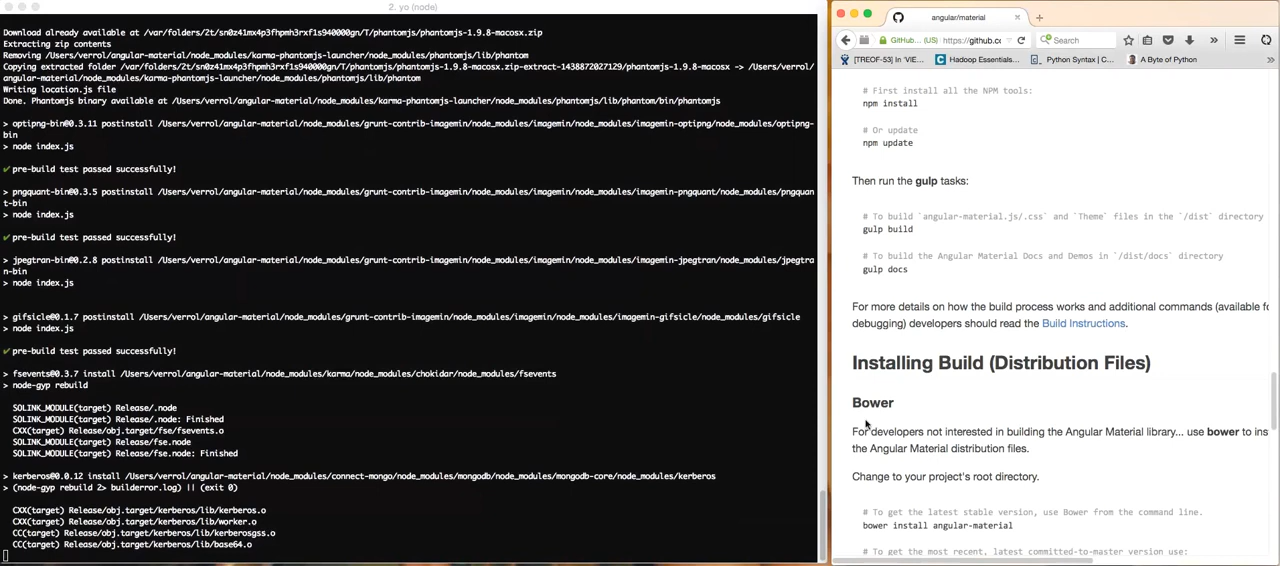 2. yo (node)
Download already available at /var/folders/2t/sn0z41mx4p3fhpmh3rxf1s940000gn/T/phantomjs/phantomjs-1.9.8-macosx.zip
Extracting zip contents
Removing /Users/verrol/angular-material/node_modules/karma-phantomjs-launcher/node_modules/phantomjs/lib/phantom
Copying extracted folder /var/folders/2t/sn0z41mx4p3fhpmh3rxf1s940000gn/T/phantomjs/phantomjs-1.9.8-macosx.zip-extract-1438872027129/phantomjs-1.9.8-macosx -> /Users/verrol/
angular-material/node_modules/karma-phantomjs-launcher/node_modules/phantomjs/lib/phantom
Writing location.js file
Done. Phantomjs binary available at /Users/verrol/angular-material/node_modules/karma-phantomjs-launcher/node_modules/phantomjs/lib/phantom/bin/phantomjs
> optipng-bin@0.3.11 postinstall /Users/verrol/angular-material/node_modules/grunt-contrib-imagemin/node_modules/imagemin/node_modules/imagemin-optipng/node_modules/optipng-
bin
> node index.js
✔ pre-build test passed successfully!
> pngquant-bin@0.3.5 postinstall /Users/verrol/angular-material/node_modules/grunt-contrib-imagemin/node_modules/imagemin/node_modules/imagemin-pngquant/node_modules/pngqua
nt-bin
> node index.js
✔ pre-build test passed successfully!
> jpegtran-bin@0.2.8 postinstall /Users/verrol/angular-material/node_modules/grunt-contrib-imagemin/node_modules/imagemin/node_modules/imagemin-jpegtran/node_modules/jpegtra
n-bin
> node index.js
> gifsicle@0.1.7 postinstall /Users/verrol/angular-material/node_modules/grunt-contrib-imagemin/node_modules/imagemin/node_modules/imagemin-gifsicle/node_modules/gifsicle
> node index.js
✔ pre-build test passed successfully!
> fsevents@0.3.7 install /Users/verrol/angular-material/node_modules/karma/node_modules/chokidar/node_modules/fsevents
> node-gyp rebuild
SOLINK_MODULE(target) Release/.node
SOLINK_MODULE(target) Release/.node: Finished
CXX(target) Release/obj.target/fse/fsevents.o
SOLINK_MODULE(target) Release/fse.node
SOLINK_MODULE(target) Release/fse.node: Finished
> kerberos@0.0.12 install /Users/verrol/angular-material/node_modules/connect-mongo/node_modules/mongodb/node_modules/mongodb-core/node_modules/kerberos
> (node-gyp rebuild 2> builderror.log) || (exit 0)
CXX(target) Release/obj.target/kerberos/lib/kerberos.o
CXX(target) Release/obj.target/kerberos/lib/worker.o
CC(target) Release/obj.target/kerberos/lib/kerberosgss.o
CC(target) Release/obj.target/kerberos/lib/base64.o
angular/material
GitHub, (US) https://github.cc Search
[TREOF-53] In 'VIE... Hadoop Essentials... Python Syntax | C... A Byte of Python
# First install all the NPM tools:
npm install
# Or update
npm update
Then run the gulp tasks:
# To build `angular-material.js/.css` and `Theme` files in the `/dist` directory
gulp build
# To build the Angular Material Docs and Demos in `/dist/docs` directory
gulp docs
For more details on how the build process works and additional commands (available fo
debugging) developers should read the Build Instructions.
Installing Build (Distribution Files)
Bower
For developers not interested in building the Angular Material library... use bower to ins
the Angular Material distribution files.
Change to your project's root directory.
# To get the latest stable version, use Bower from the command line.
bower install angular-material
# To get the most recent, latest committed-to-master version use: